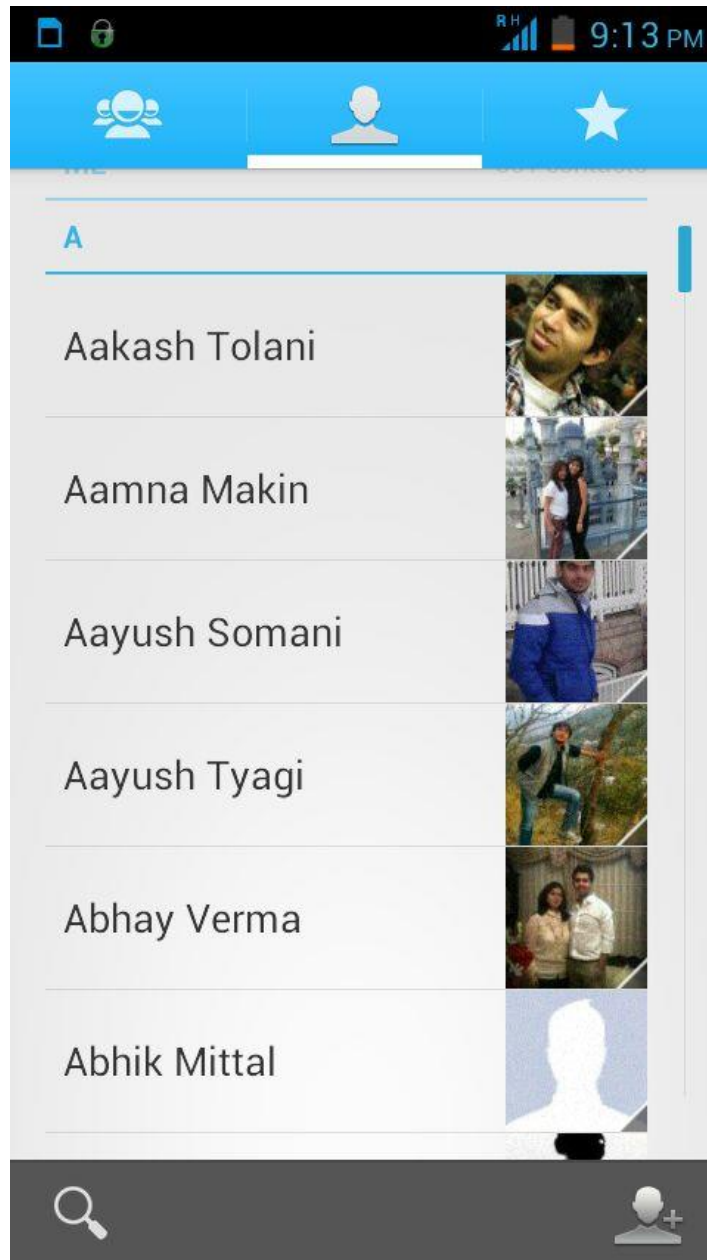 R H
9:13 PM
A
Aakash Tolani
Aamna Makin
Aayush Somani
Aayush Tyagi
Abhay Verma
Abhik Mittal